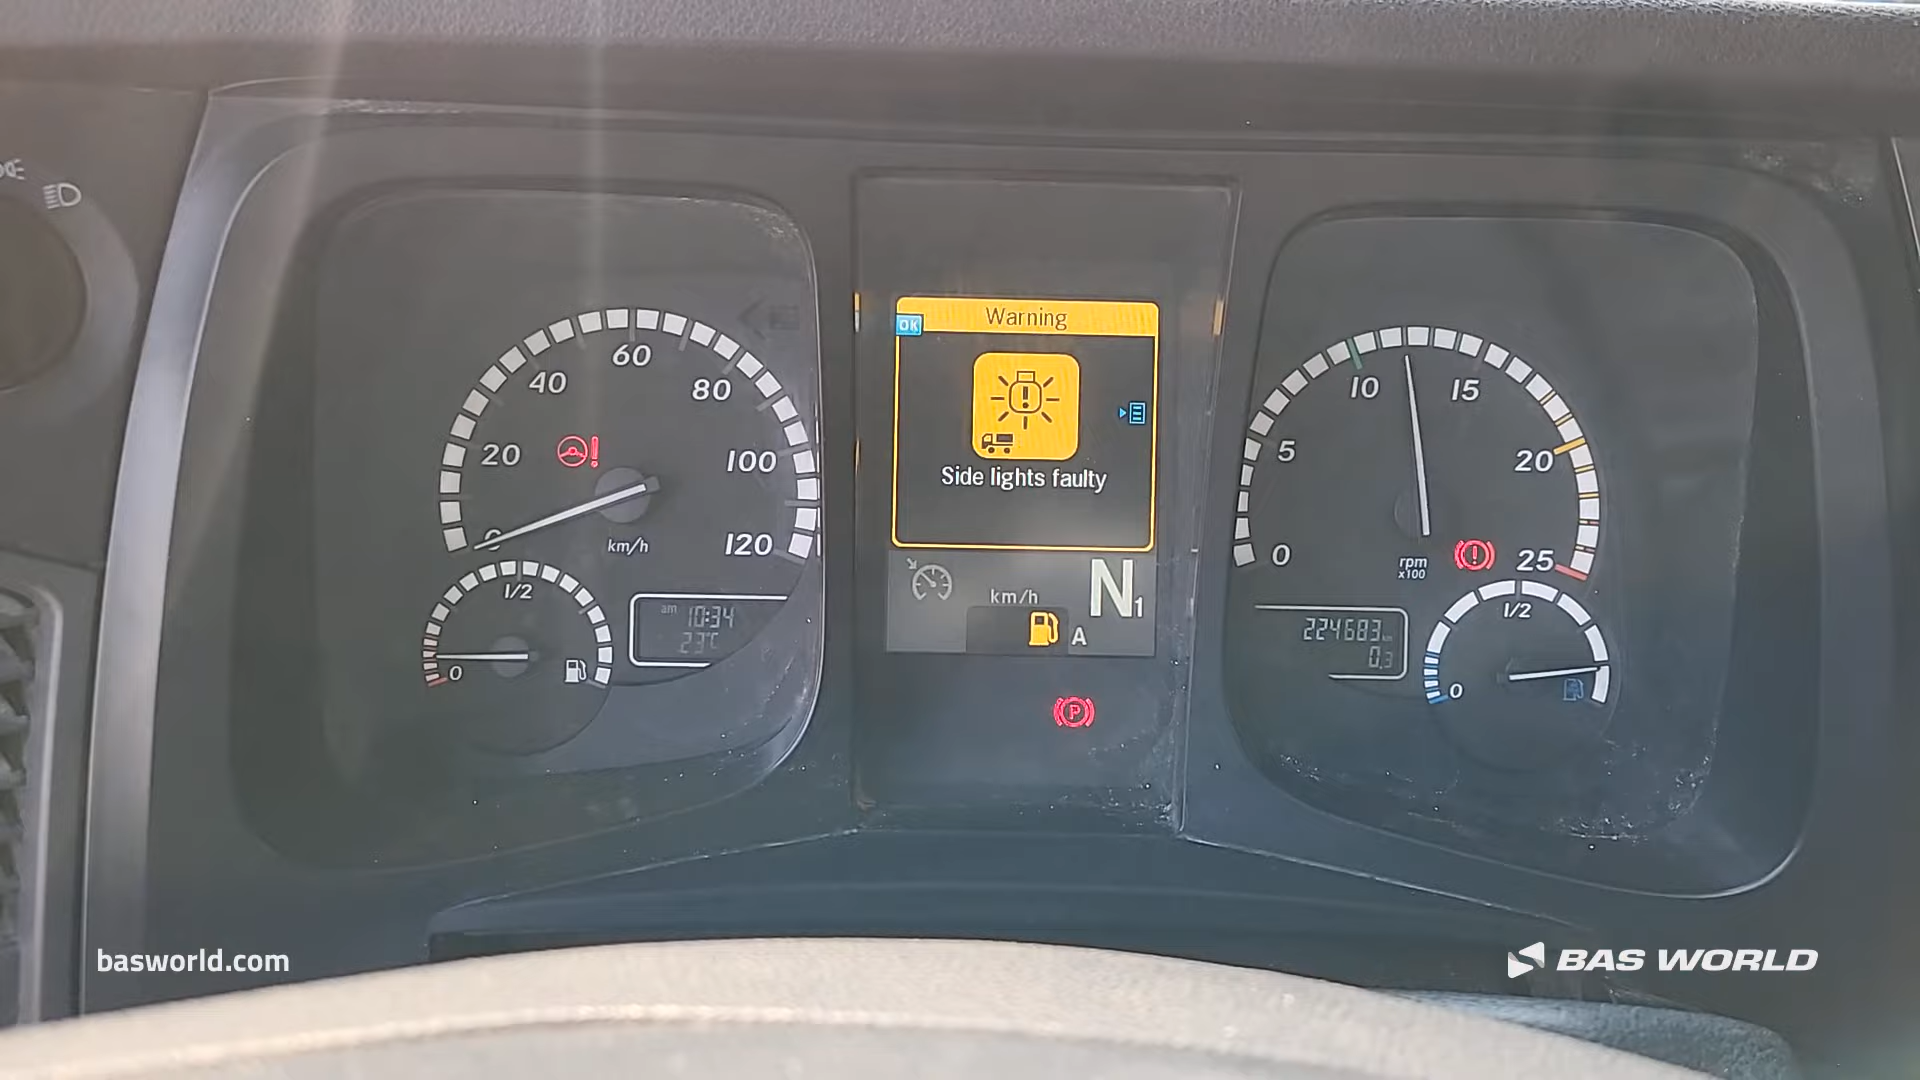 Warning
OK
Side lights faulty
0
20
40
60
80
100
120
km/h
0
1/2
am 10:34
23°C
km/h
N1
A
P
0
5
10
15
20
25
rpm
x100
224683 km
0.3
0
1/2
basworld.com
BAS WORLD